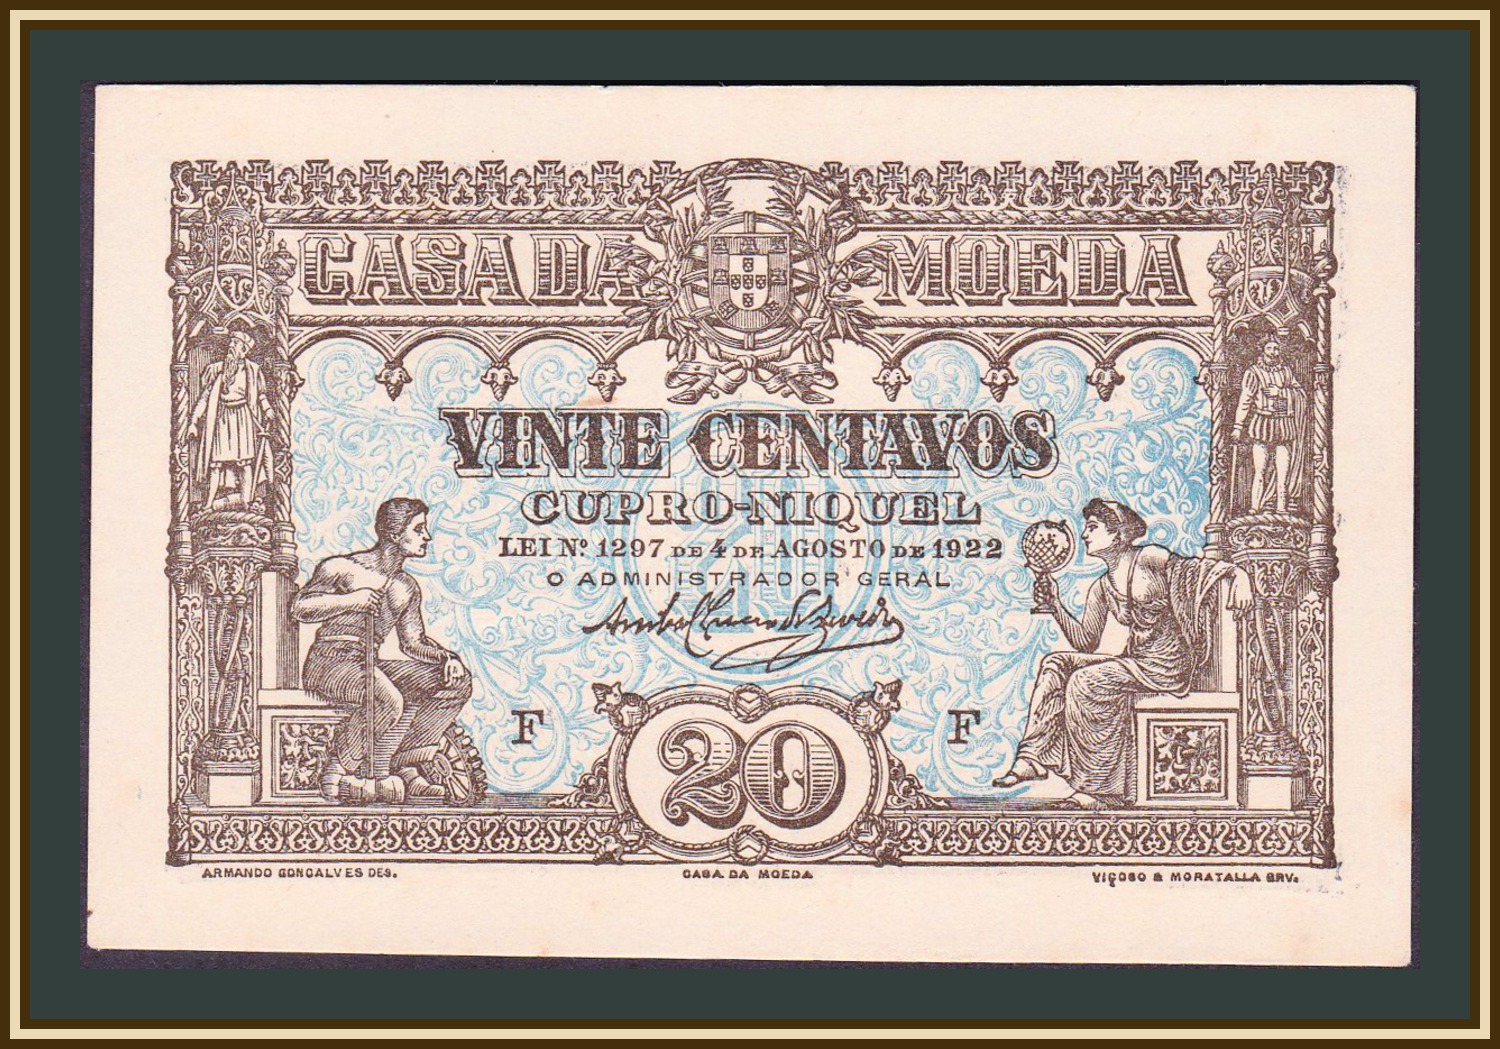 CASA DA MOEDA
VINTE CENTAVOS
CUPRO-NIQUEL
LEI Nº 1297 DE 4 DE AGOSTO DE 1922
O ADMINISTRADOR GERAL
F F
20
ARMANDO GONÇALVES DES. CASA DA MOEDA VIÇOSO & MORATALLA GRV.